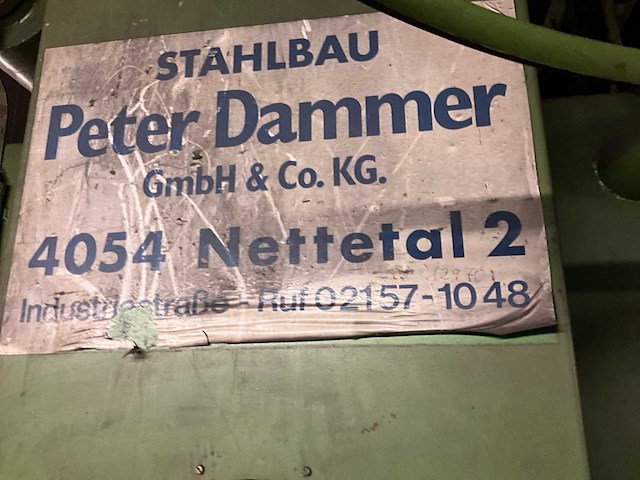 STAHLBAU
Peter Dammer
GmbH & Co. KG.
4054 Nettetal 2
Industriestraße - Ruf 02157-1048